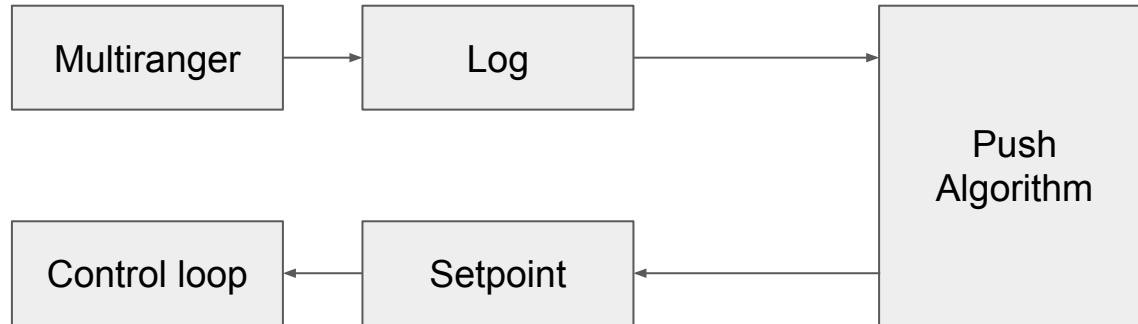 Multiranger
Log
Push
Algorithm
Control loop
Setpoint